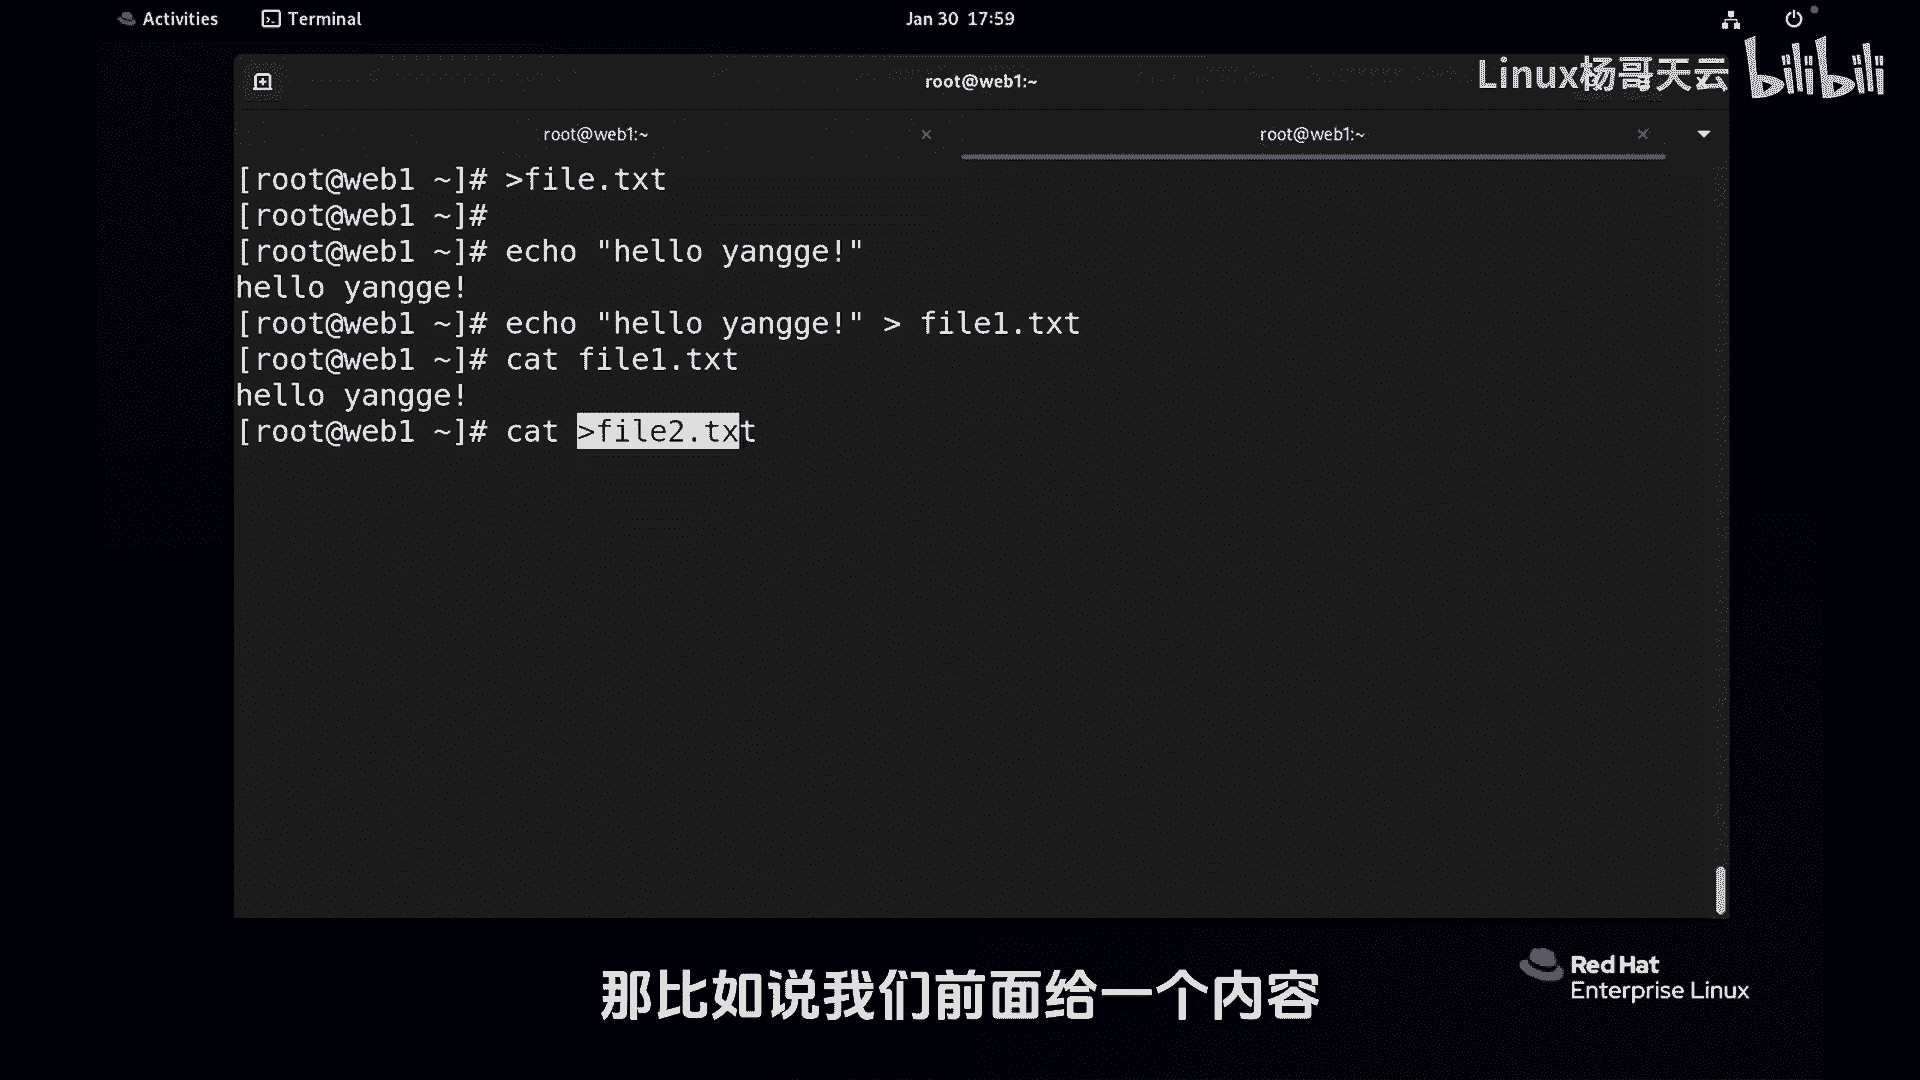 Activities
Terminal
Jan 30 17:59
root@web1:~
Linux杨哥天云
bilibili
root@web1:~
root@web1:~
[root@web1 ~]# >file.txt
[root@web1 ~]#
[root@web1 ~]# echo "hello yangge!"
hello yangge!
[root@web1 ~]# echo "hello yangge!" > file1.txt
[root@web1 ~]# cat file1.txt
hello yangge!
[root@web1 ~]# cat >file2.txt
Red Hat
Enterprise Linux
那比如说我们前面给一个内容